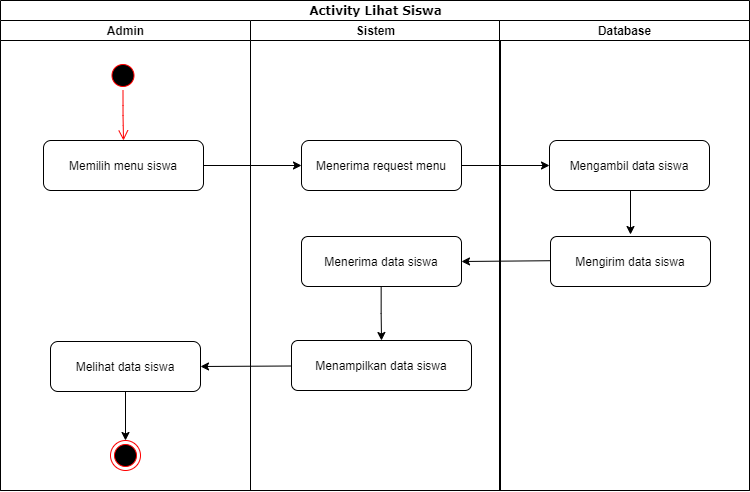 Activity Lihat Siswa
Admin
Sistem
Database
Memilih menu siswa
Menerima request menu
Mengambil data siswa
Menerima data siswa
Mengirim data siswa
Melihat data siswa
Menampilkan data siswa